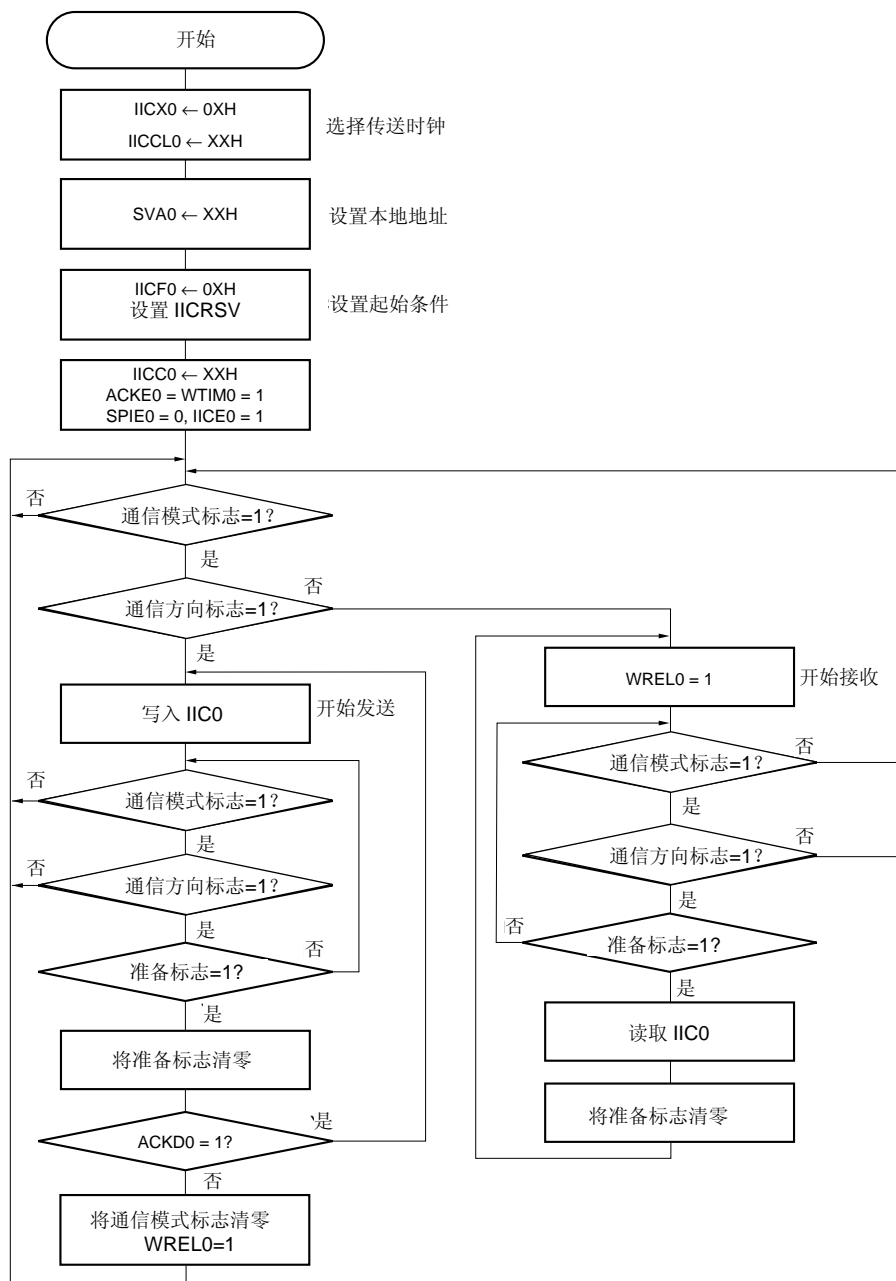 开始
IICX0 ← 0XH
IICCL0 ← XXH
选择传送时钟
SVA0 ← XXH
设置本地地址
IICF0 ← 0XH
设置 IICRSV
设置起始条件
IICC0 ← XXH
ACKE0 = WTIM0 = 1
SPIE0 = 0, IICE0 = 1
否
通信模式标志=1?
是
否
通信方向标志=1?
是
写入 IIC0
开始发送
否
通信模式标志=1?
是
否
通信方向标志=1?
是
否
准备标志=1?
是
将准备标志清零
是
ACKD0 = 1?
否
将通信模式标志清零
WREL0=1
WREL0 = 1
开始接收
否
通信模式标志=1?
是
否
通信方向标志=1?
是
否
准备标志=1?
是
读取 IIC0
将准备标志清零